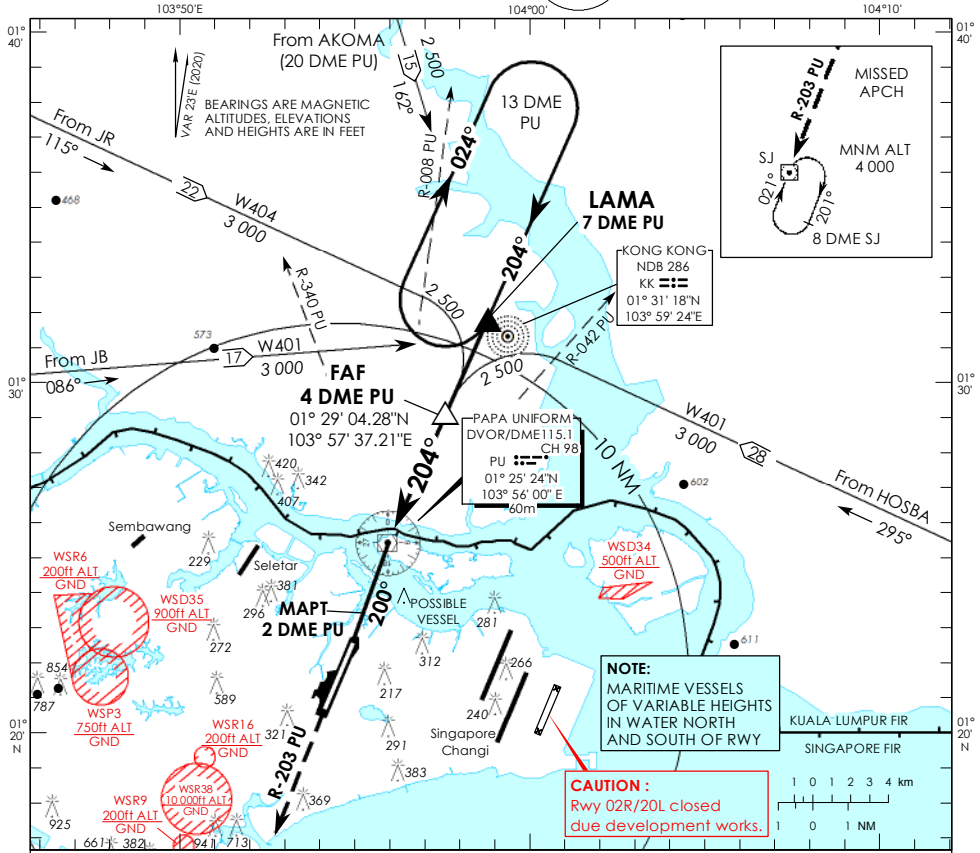 103°50'E
104°00'
104°10'
01°
40'
01°
40'
From AKOMA
(20 DME PU)
2 500
15
162°
VAR 23'E (2020)
BEARINGS ARE MAGNETIC
ALTITUDES, ELEVATIONS
AND HEIGHTS ARE IN FEET
13 DME
PU
R-203 PU
MISSED
APCH
MNM ALT
4 000
SJ
021°
201°
8 DME SJ
From JR
115°
22
W404
3 000
468
R-008 PU
024°
204°
LAMA
7 DME PU
KONG KONG
NDB 286
KK
01° 31' 18"N
103° 59' 24"E
R-340 PU
2 500
R-042 PU
573
From JB
086°
17
W401
3 000
2 500
01°
30'
01°
30'
FAF
4 DME PU
01° 29' 04.28"N
103° 57' 37.21"E
W401
3 000
28
From HOSBA
295°
PAPA UNIFORM
DVOR/DME115.1
CH 98
PU
01° 25' 24"N
103° 56' 00" E
60m
10 NM
204°
420
342
407
602
Sembawang
229
Seletar
WSR6
200ft ALT
GND
WSD35
900ft ALT
GND
WSD34
500ft ALT
GND
381
296
MAPT
2 DME PU
200°
POSSIBLE
VESSEL
281
272
312
611
854
787
589
217
266
240
WSP3
750ft ALT
GND
WSR16
200ft ALT
GND
321
291
Singapore
Changi
NOTE:
MARITIME VESSELS
OF VARIABLE HEIGHTS
IN WATER NORTH
AND SOUTH OF RWY
01°
20'
N
01°
20'
N
KUALA LUMPUR FIR
SINGAPORE FIR
R-203 PU
383
369
WSR38
10 000ft ALT
GND
WSR9
200ft ALT
GND
925
661
382
941
713
CAUTION :
Rwy 02R/20L closed
due development works.
1 0 1 2 3 4 km
1 0 1 NM